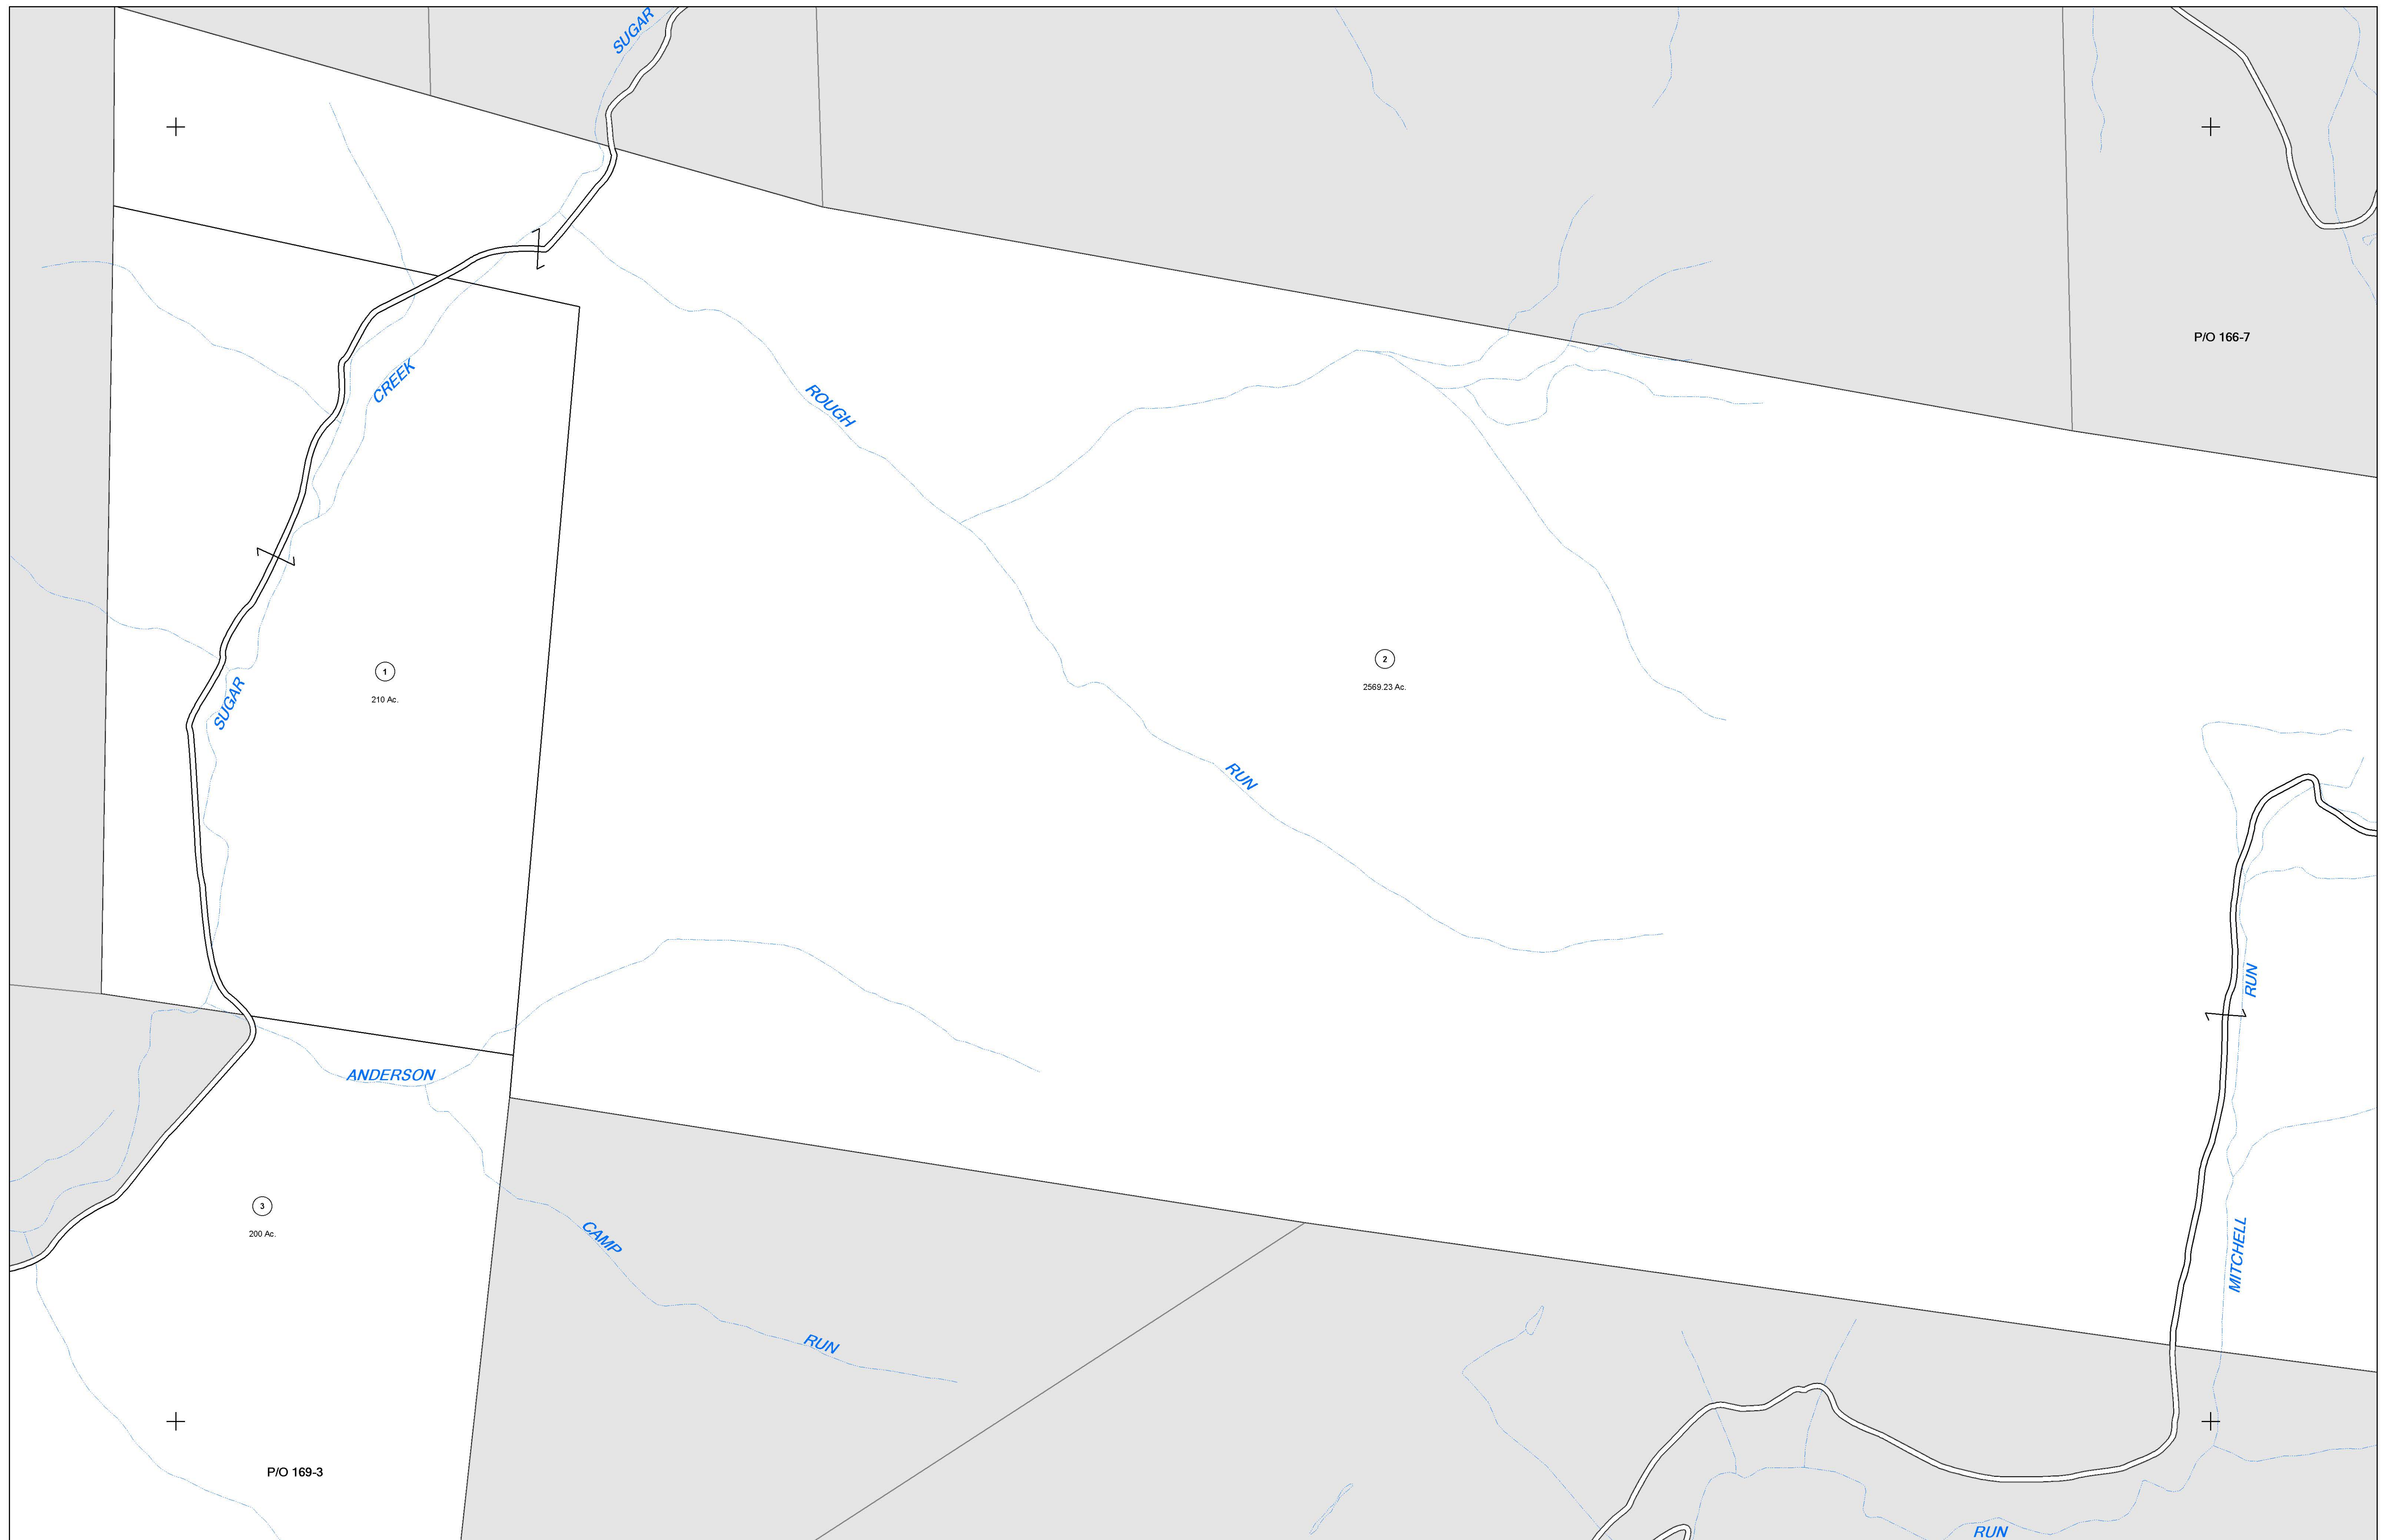 SUGAR
P/O 166-7
CREEK
ROUGH
1
210 Ac.
2
2569.23 Ac.
SUGAR
RUN
RUN
ANDERSON
3
200 Ac.
CAMP
MITCHELL
RUN
P/O 169-3
RUN